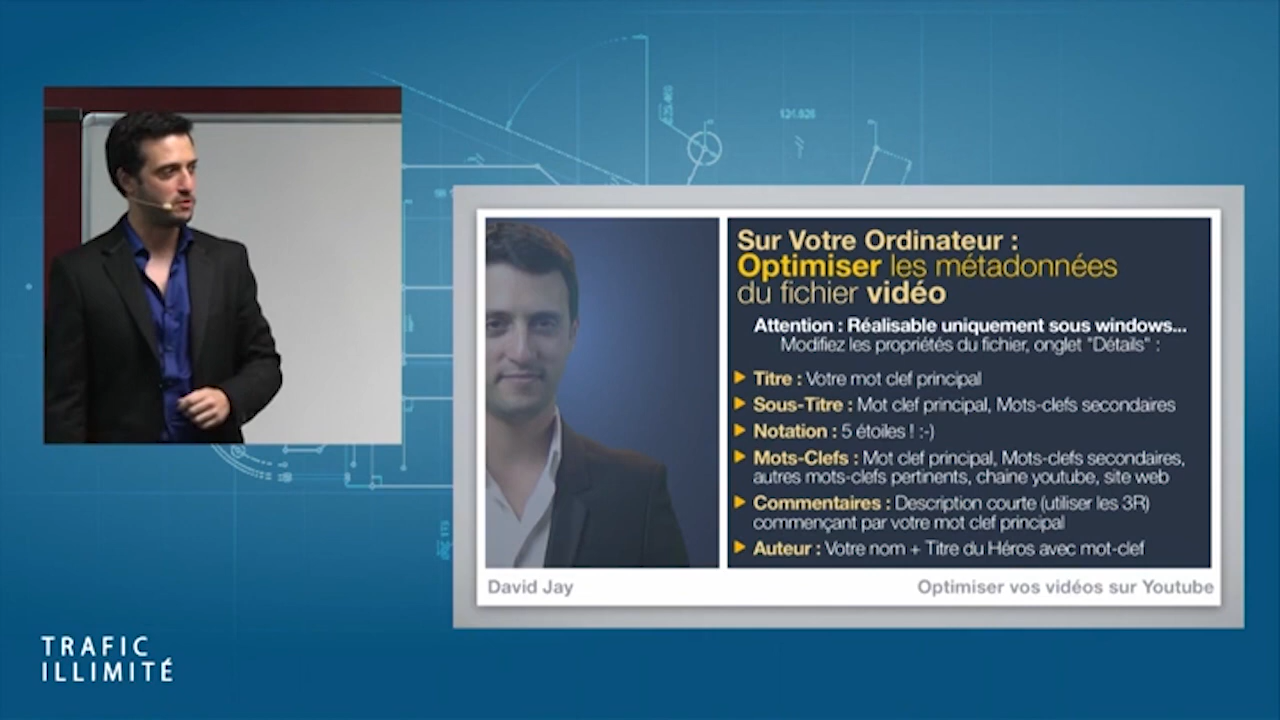 Sur Votre Ordinateur :
Optimiser les métadonnées
du fichier vidéo
Attention : Réalisable uniquement sous windows...
Modifiez les propriétés du fichier, onglet "Détails" :
Titre : Votre mot clef principal
Sous-Titre : Mot clef principal, Mots-clefs secondaires
Notation : 5 étoiles ! :-)
Mots-Clefs : Mot clef principal, Mots-clefs secondaires,
autres mots-clefs pertinents, chaine youtube, site web
Commentaires : Description courte (utiliser les 3R)
commençant par votre mot clef principal
Auteur : Votre nom + Titre du Héros avec mot-clef
David Jay
Optimiser vos vidéos sur Youtube
TRAFIC
ILLIMITÉ